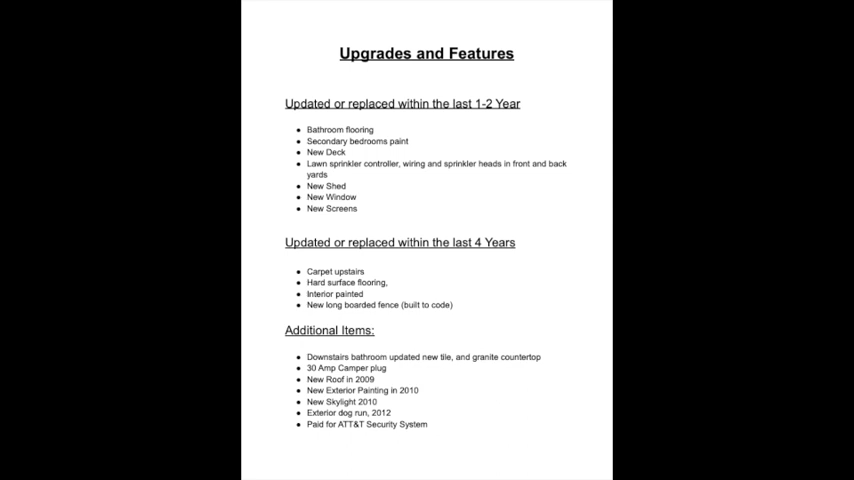 Upgrades and Features
Updated or replaced within the last 1-2 Year
● Bathroom flooring
● Secondary bedrooms paint
● New Deck
● Lawn sprinkler controller, wiring and sprinkler heads in front and back
yards
● New Shed
● New Window
● New Screens
Updated or replaced within the last 4 Years
● Carpet upstairs
● Hard surface flooring,
● Interior painted
● New long boarded fence (built to code)
Additional Items:
● Downstairs bathroom updated new tile, and granite countertop
● 30 Amp Camper plug
● New Roof in 2009
● New Exterior Painting in 2010
● New Skylight 2010
● Exterior dog run, 2012
● Paid for ATT&T Security System